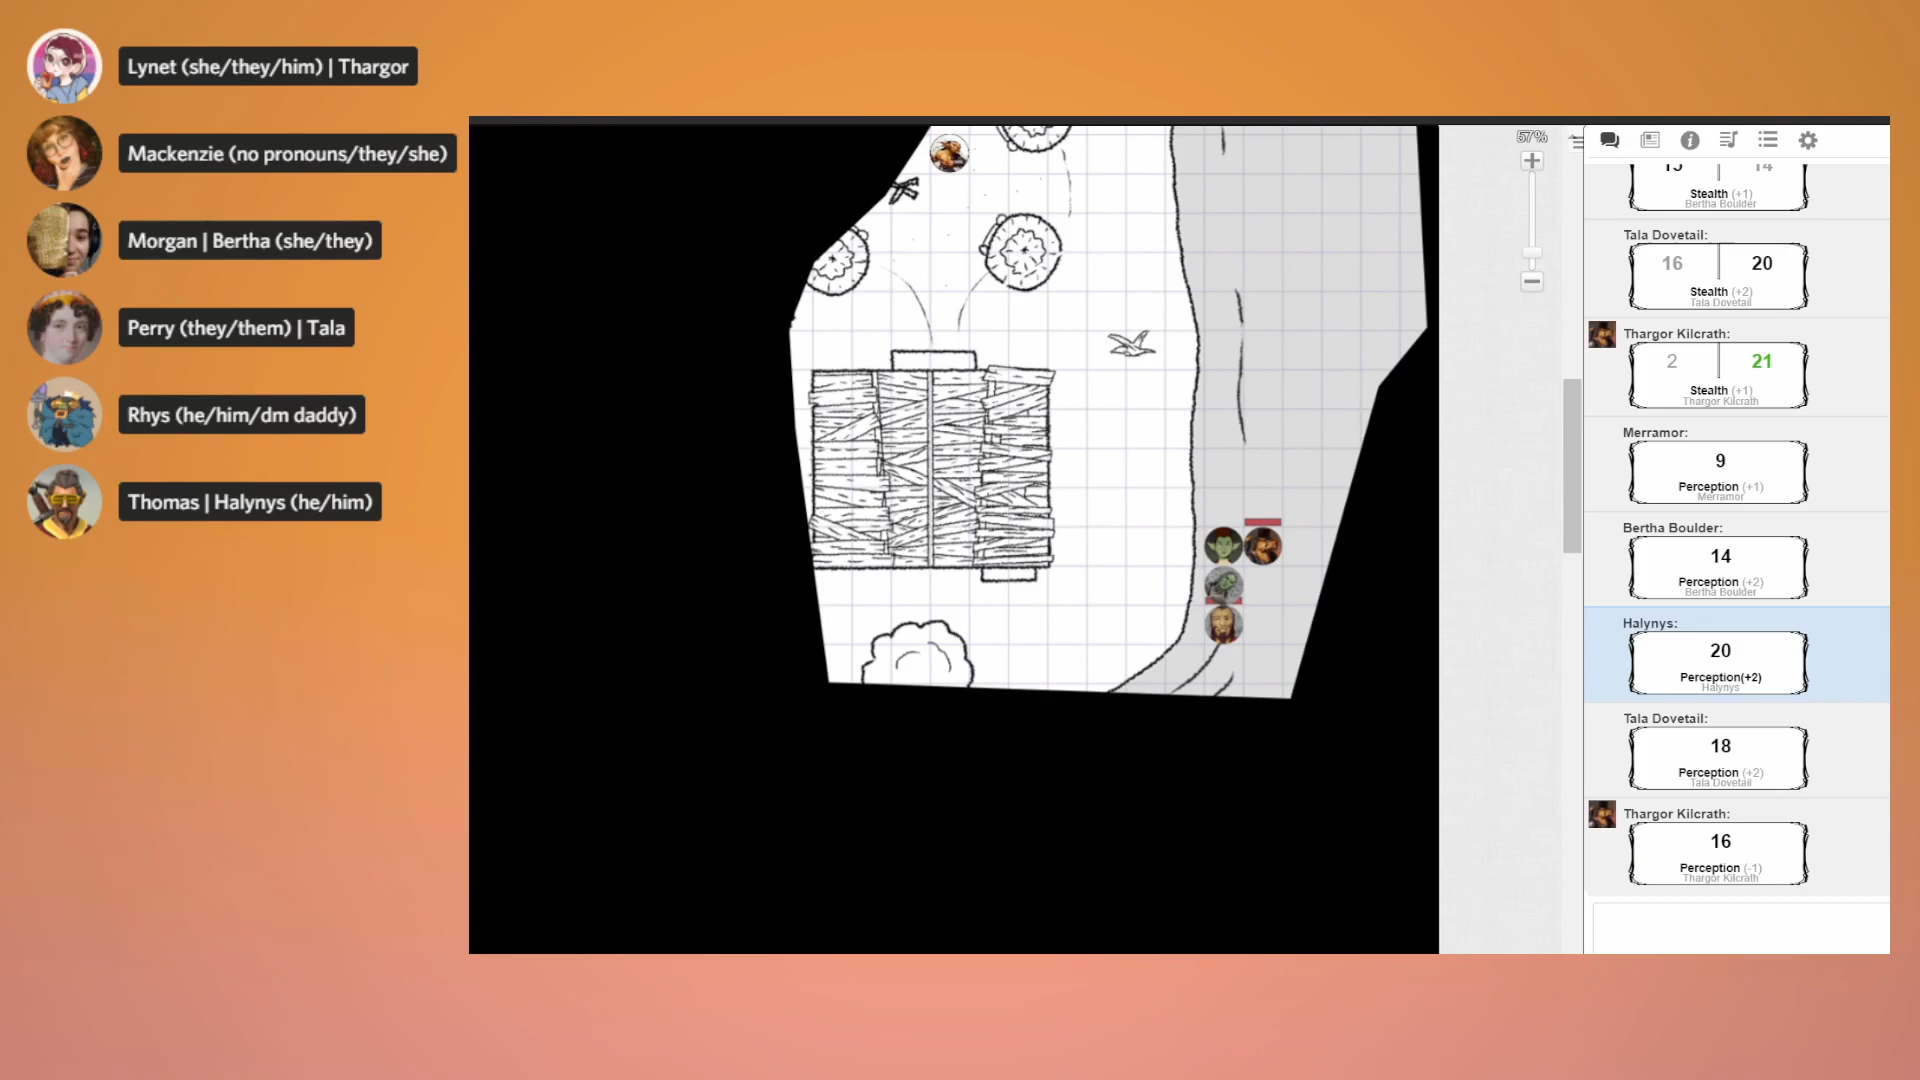 Lynet (she/they/him) | Thargor
Mackenzie (no pronouns/they/she)
Morgan | Bertha (she/they)
Perry (they/them) | Tala
Rhys (he/him/dm daddy)
Thomas | Halynys (he/him)
57%
15 14
Stealth (+1)
Bertha Boulder
Tala Dovetail:
16 20
Stealth (+2)
Tala Dovetail
Thargor Kilcrath:
2 21
Stealth (+1)
Thargor Kilcrath
Merramor:
9
Perception (+1)
Merramor
Bertha Boulder:
14
Perception (+2)
Bertha Boulder
Halynys:
20
Perception(+2)
Halynys
Tala Dovetail:
18
Perception (+2)
Tala Dovetail
Thargor Kilcrath:
16
Perception (-1)
Thargor Kilcrath